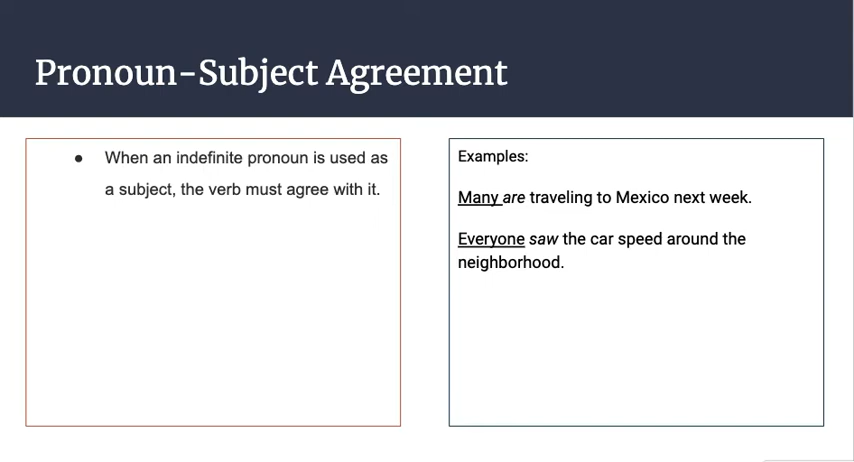 Pronoun-Subject Agreement
● When an indefinite pronoun is used as
a subject, the verb must agree with it.
Examples:
Many are traveling to Mexico next week.
Everyone saw the car speed around the
neighborhood.